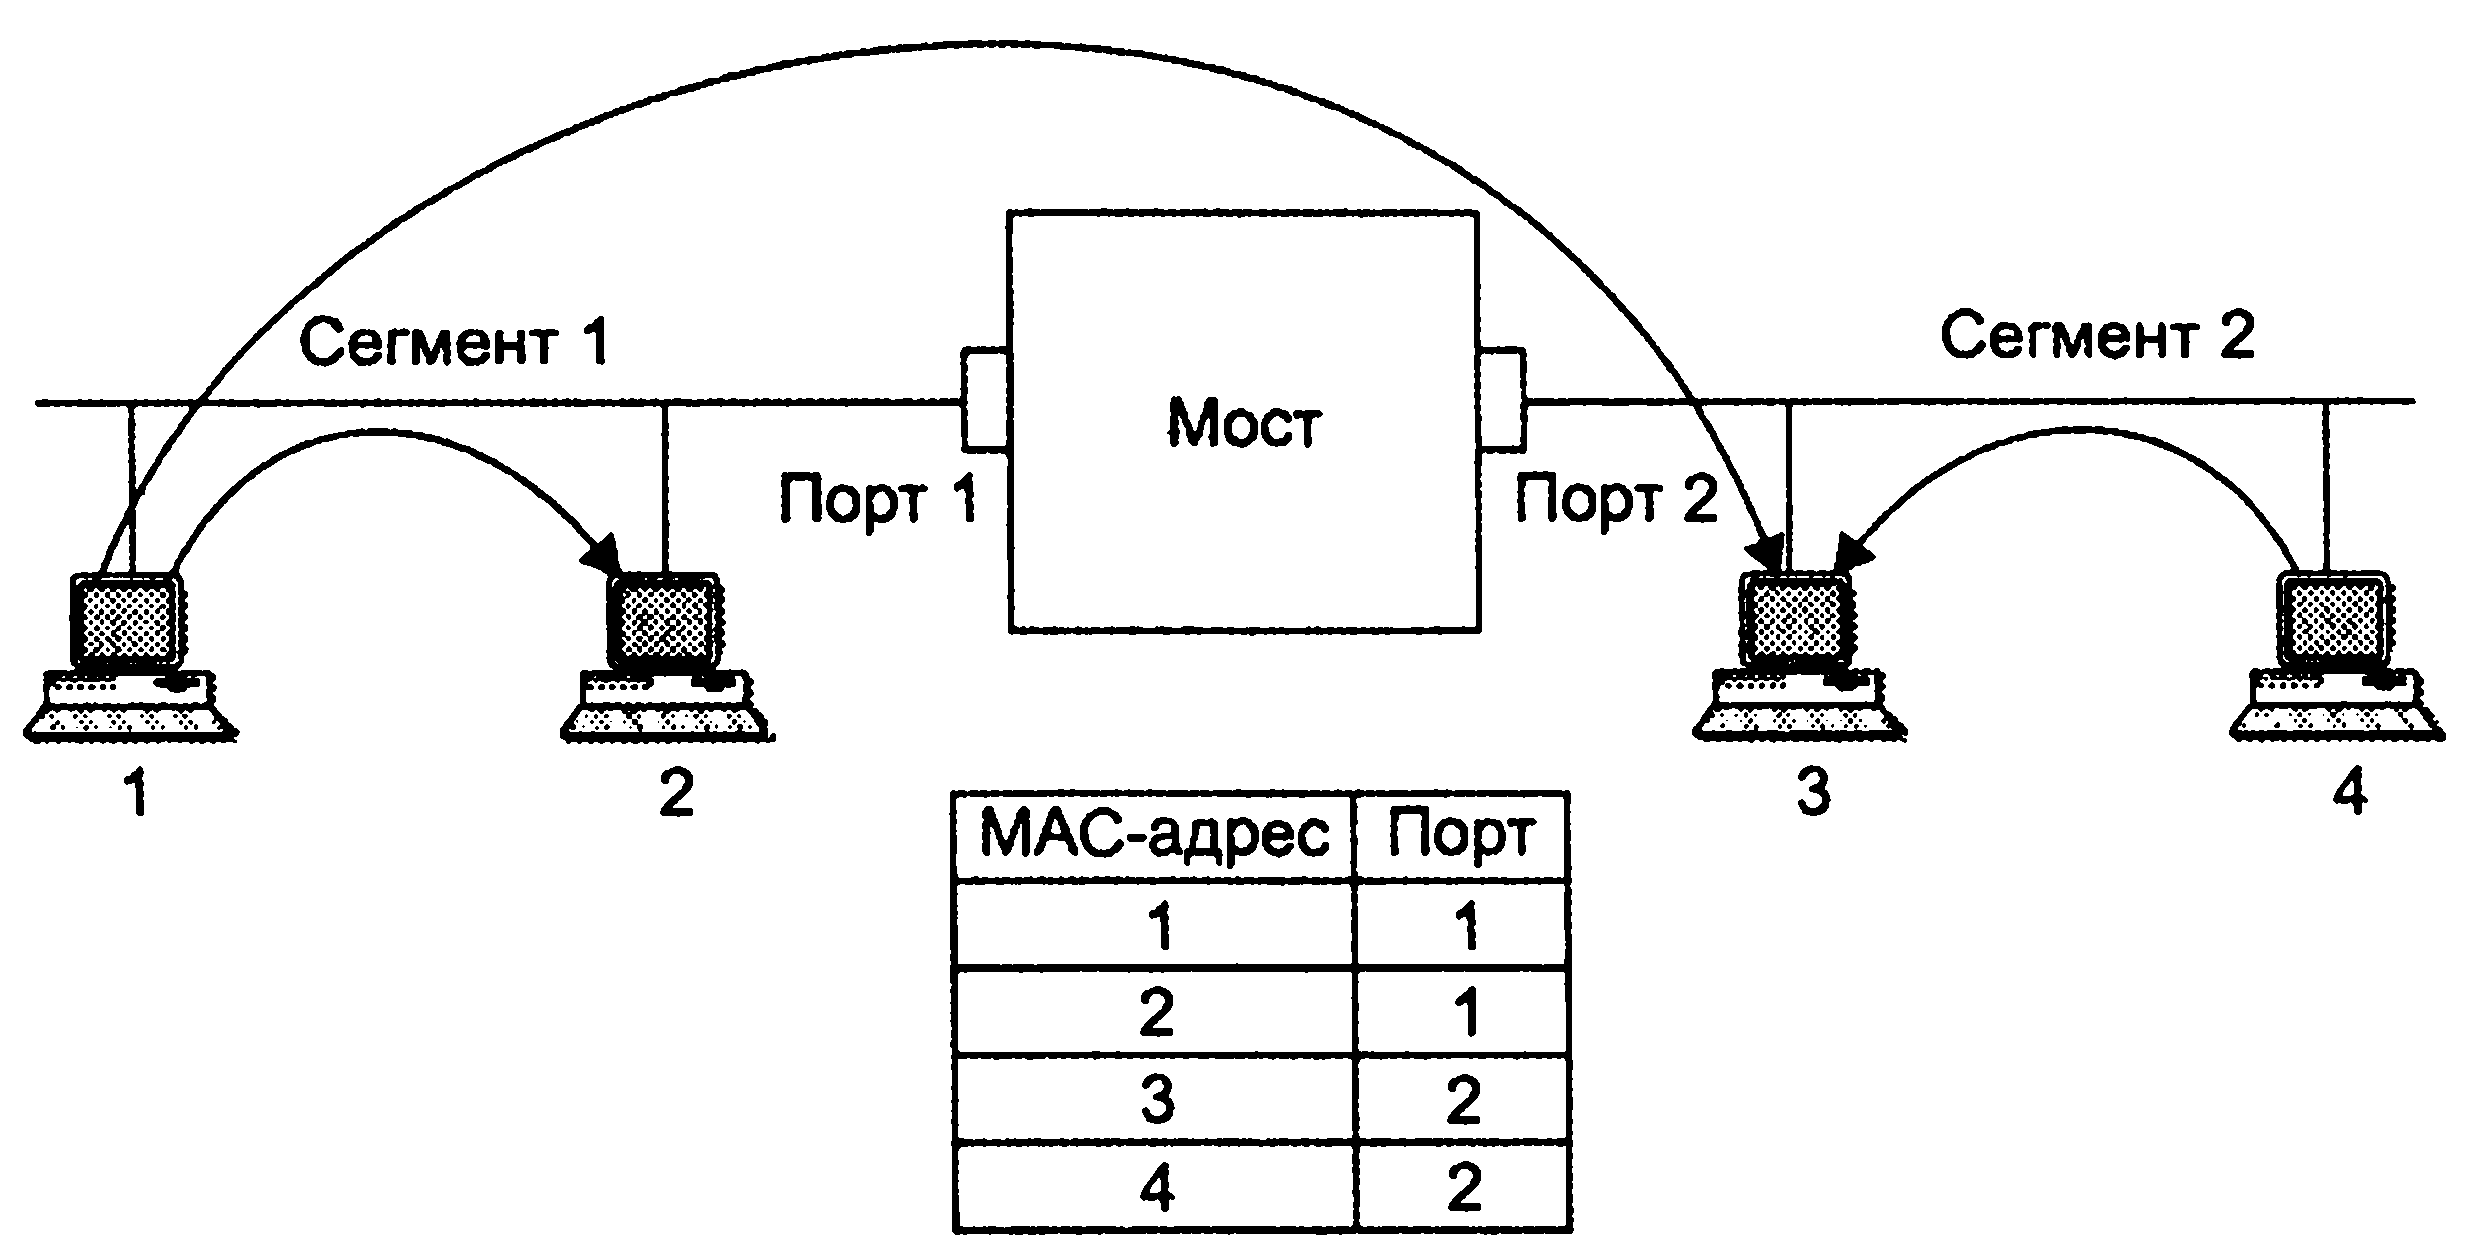 Сегмент 1
Сегмент 2
Мост
Порт 1
Порт 2
1
2
3
4
МАС-адрес Порт
1 1
2 1
3 2
4 2